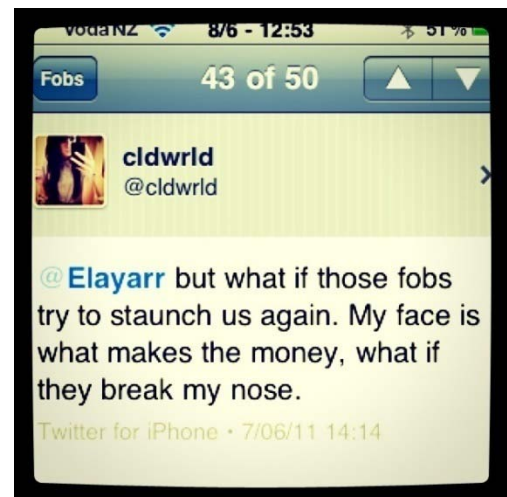 vodaNZ 8/6 - 12:53 51%
Fobs 43 of 50
cldwrld
@cldwrld
@Elayarr but what if those fobs
try to staunch us again. My face is
what makes the money, what if
they break my nose.
Twitter for iPhone • 7/06/11 14:14